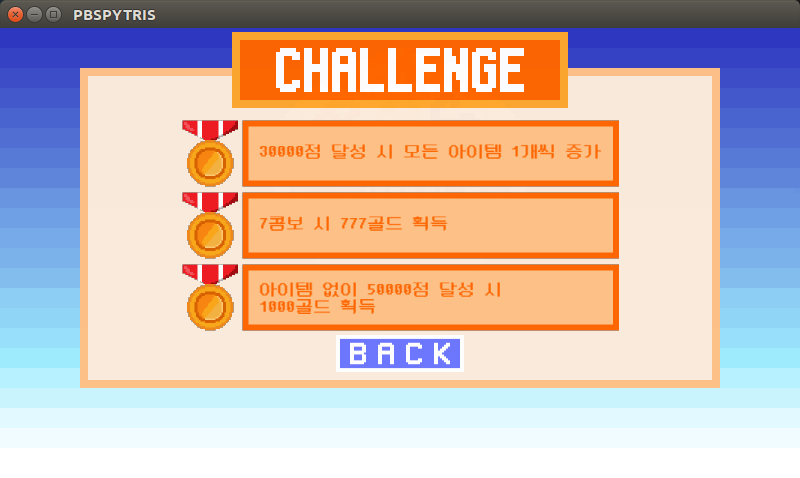 PBSPYTRIS
CHALLENGE
30000점 달성 시 모든 아이템 1개씩 증가
7콤보 시 777골드 획득
아이템 없이 50000점 달성 시
1000골드 획득
BACK